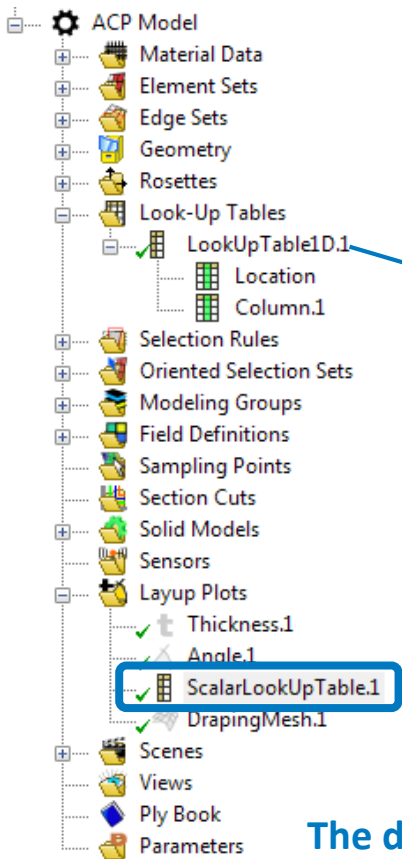 ACP Model
Material Data
Element Sets
Edge Sets
Geometry
Rosettes
Look-Up Tables
LookUpTable1D.1
Location
Column.1
Selection Rules
Oriented Selection Sets
Modeling Groups
Field Definitions
Sampling Points
Section Cuts
Solid Models
Sensors
Layup Plots
Thickness.1
Angle.1
ScalarLookUpTable.1
DrapingMesh.1
Scenes
Views
Ply Book
Parameters
The d